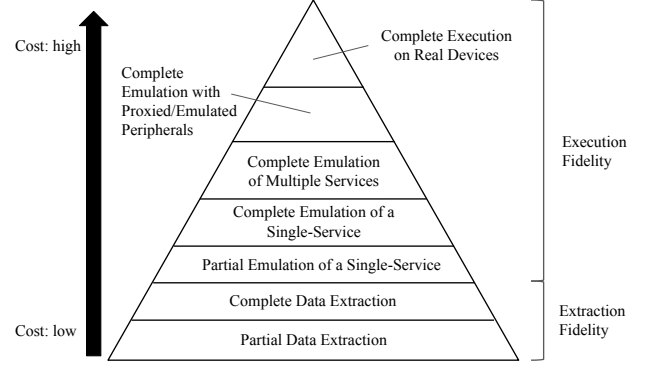 Cost: high
Complete Execution
on Real Devices
Complete
Emulation with
Proxied/Emulated
Peripherals
Execution
Fidelity
Complete Emulation
of Multiple Services
Complete Emulation of a
Single-Service
Partial Emulation of a Single-Service
Complete Data Extraction
Extraction
Fidelity
Cost: low
Partial Data Extraction